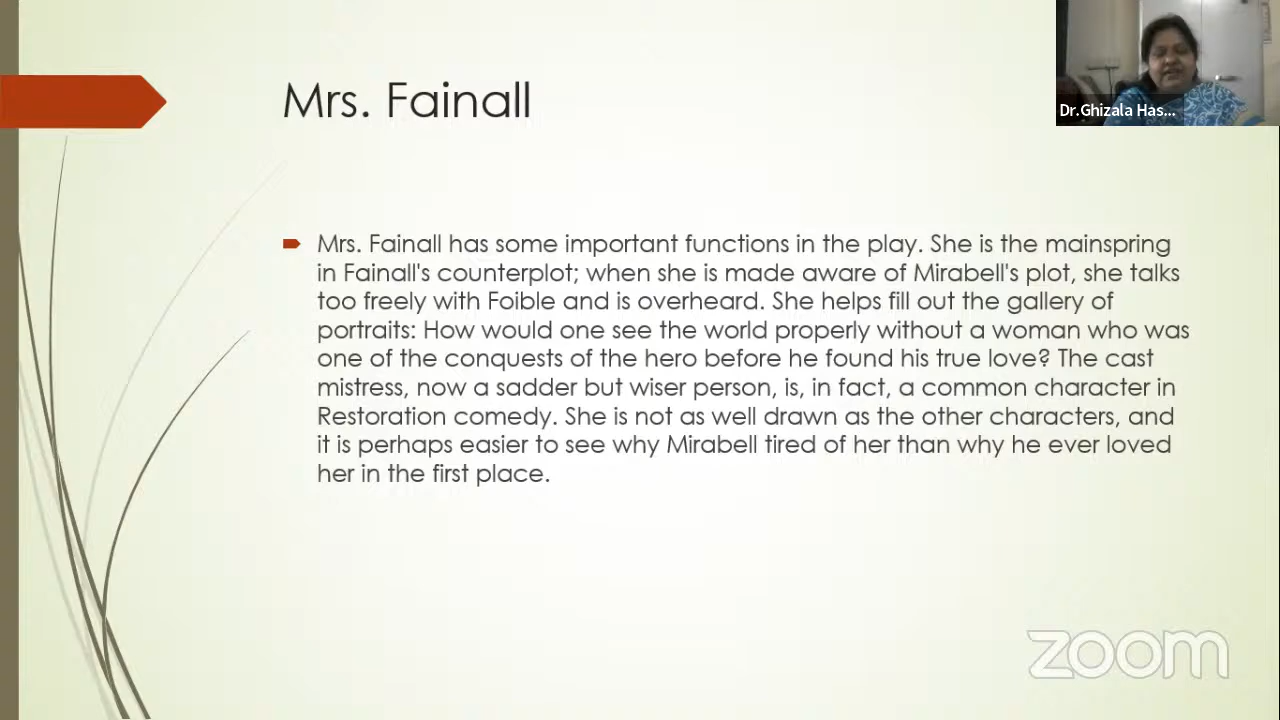 Mrs. Fainall
Dr.Ghizala Has...
Mrs. Fainall has some important functions in the play. She is the mainspring
in Fainall's counterplot; when she is made aware of Mirabell's plot, she talks
too freely with Foible and is overheard. She helps fill out the gallery of
portraits: How would one see the world properly without a woman who was
one of the conquests of the hero before he found his true love? The cast
mistress, now a sadder but wiser person, is, in fact, a common character in
Restoration comedy. She is not as well drawn as the other characters, and
it is perhaps easier to see why Mirabell tired of her than why he ever loved
her in the first place.
zoom